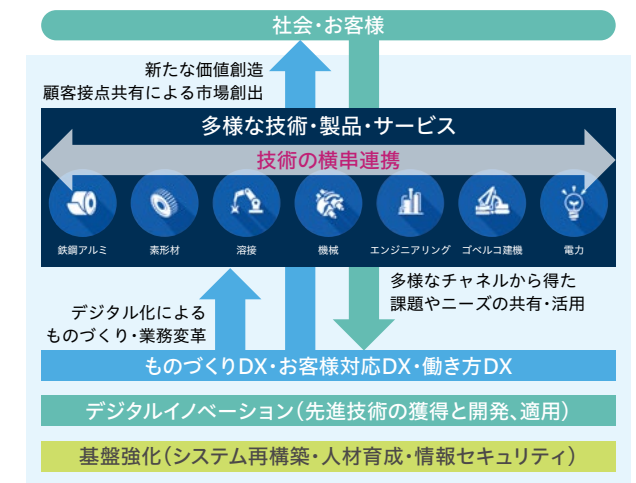 社会・お客様
新たな価値創造
顧客接点共有による市場創出
多様な技術・製品・サービス
技術の横串連携
鉄鋼アルミ
素形材
溶接
機械
エンジニアリング
コベルコ建機
電力
デジタル化による
ものづくり・業務変革
多様なチャネルから得た
課題やニーズの共有・活用
ものづくりDX・お客様対応DX・働き方DX
デジタルイノベーション(先進技術の獲得と開発、適用)
基盤強化(システム再構築・人材育成・情報セキュリティ)